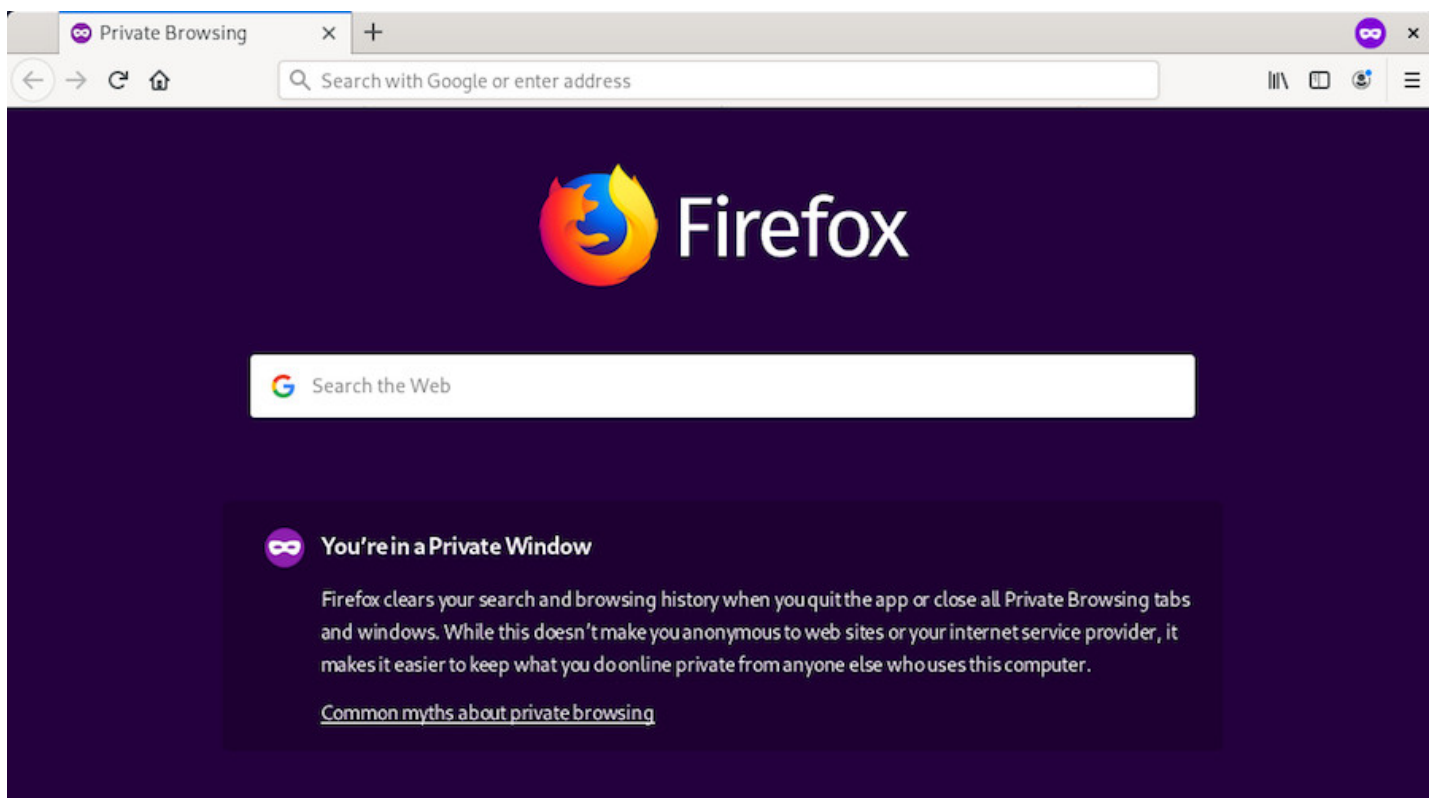 Private Browsing
Search with Google or enter address
Firefox
Search the Web
You're in a Private Window
Firefox clears your search and browsing history when you quit the app or close all Private Browsing tabs
and windows. While this doesn't make you anonymous to web sites or your internet service provider, it
makes it easier to keep what you do online private from anyone else who uses this computer.
Common myths about private browsing